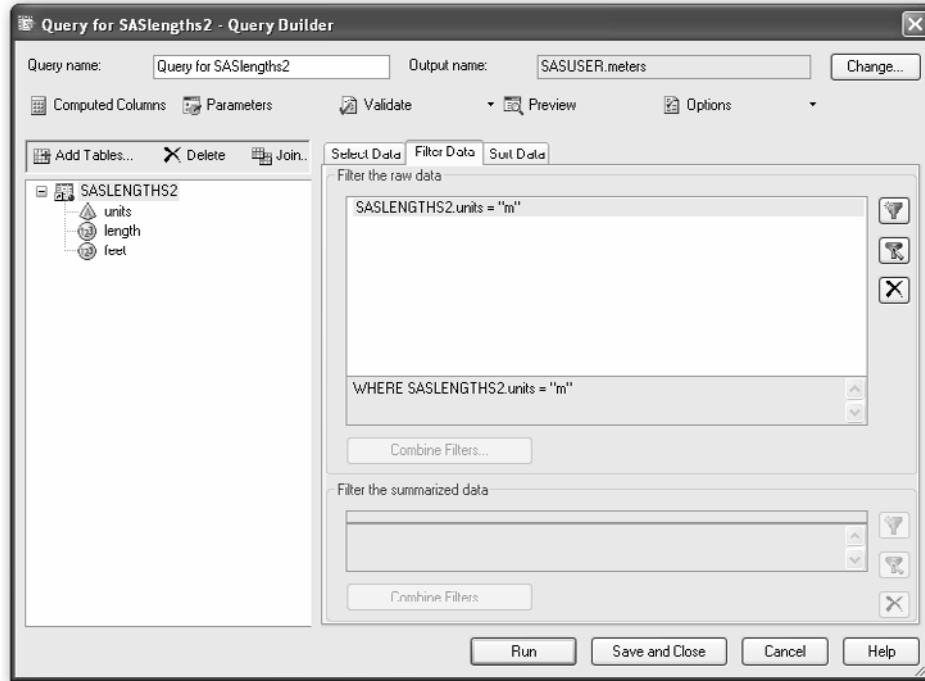 Query for SASlengths2 - Query Builder
Query name: Query for SASlengths2 Output name: SASUSER.meters Change...
Computed Columns Parameters Validate Preview Options
Add Tables... Delete Join..
Select Data Filter Data Sort Data
SASLENGTHS2
units
length
feet
Filter the raw data
SASLENGTHS2.units = "m"
WHERE SASLENGTHS2.units = "m"
Combine Filters...
Filter the summarized data
Combine Filters
Run Save and Close Cancel Help